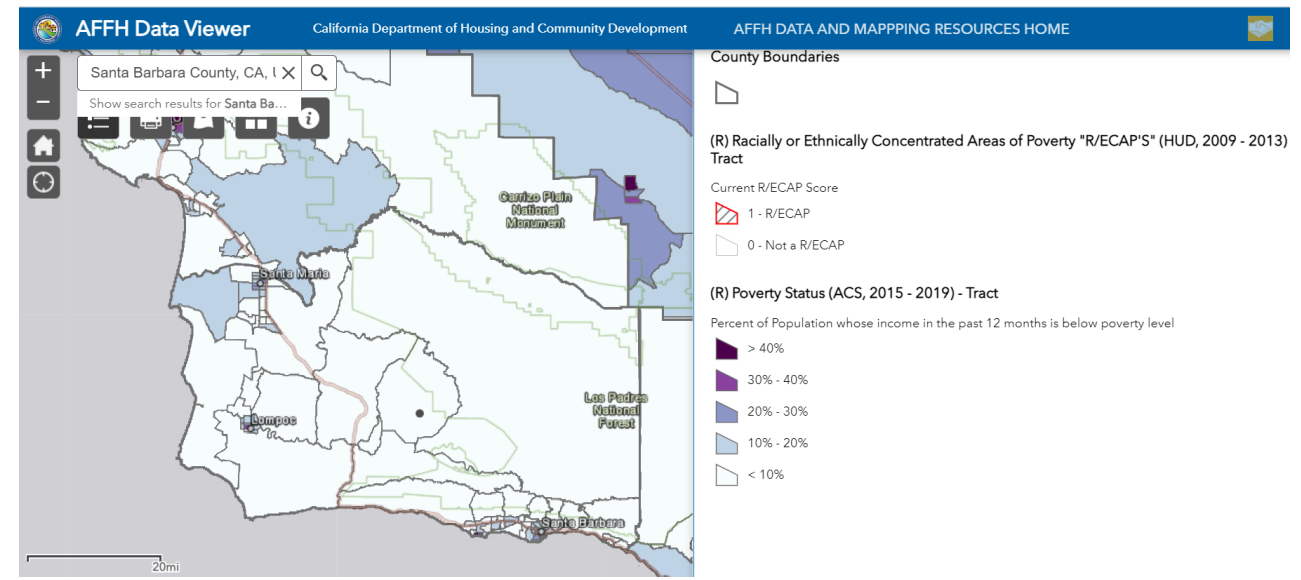 AFFH Data Viewer
California Department of Housing and Community Development
AFFH DATA AND MAPPPING RESOURCES HOME
Santa Barbara County, CA, U
Show search results for Santa Ba...
Carrizo Plain
National
Monument
Santa Maria
Los Padres
National
Forest
Lompoc
Santa Barbara
20mi
County Boundaries
(R) Racially or Ethnically Concentrated Areas of Poverty "R/ECAP'S" (HUD, 2009 - 2013)
Tract
Current R/ECAP Score
1 - R/ECAP
0 - Not a R/ECAP
(R) Poverty Status (ACS, 2015 - 2019) - Tract
Percent of Population whose income in the past 12 months is below poverty level
> 40%
30% - 40%
20% - 30%
10% - 20%
< 10%